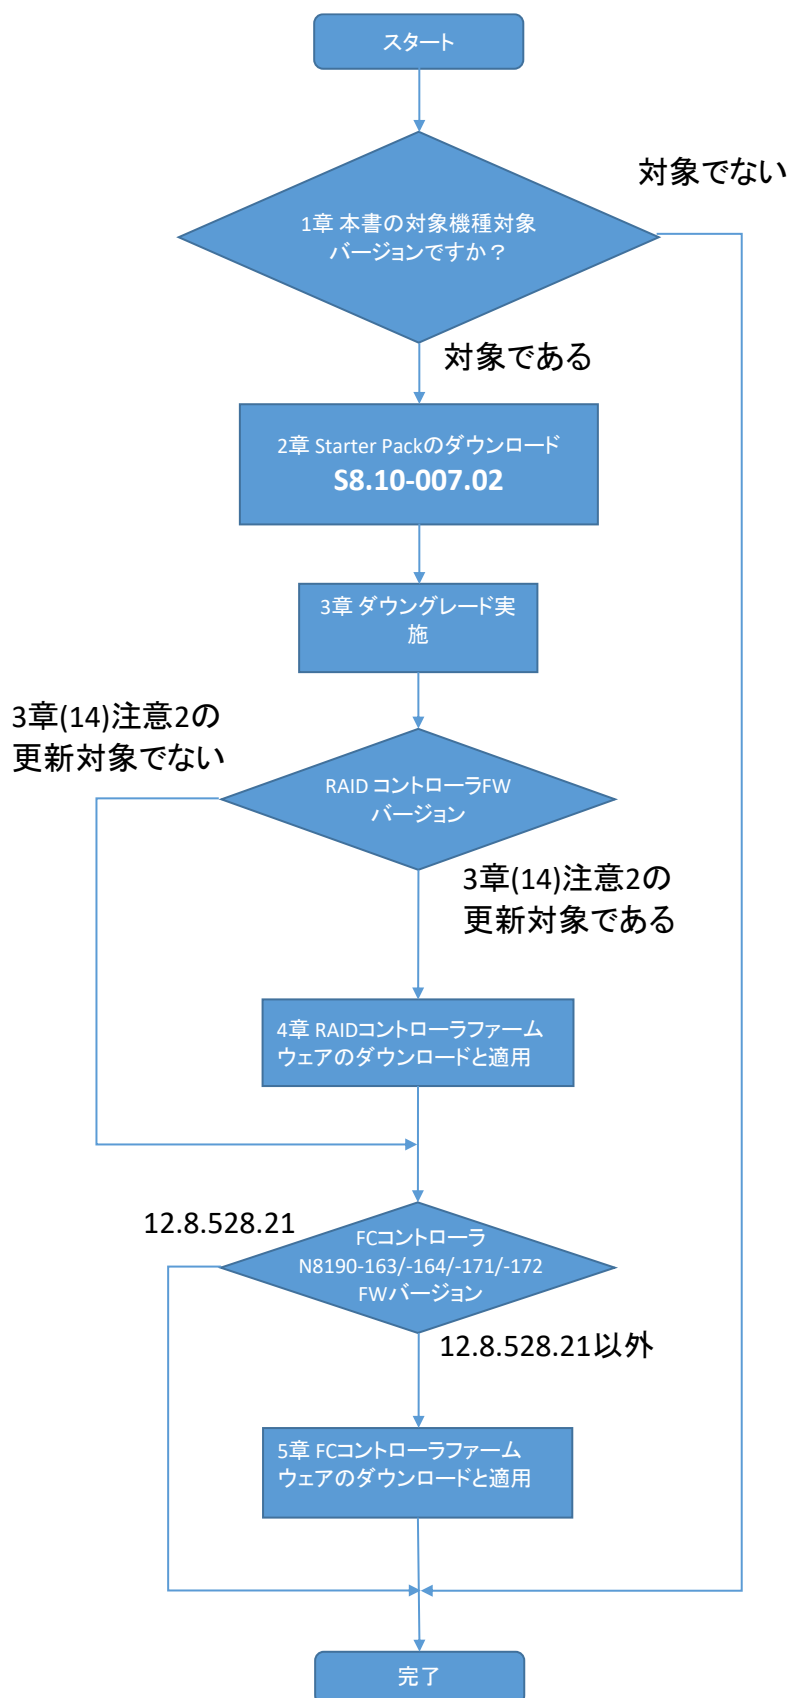 スタート
対象でない
1章 本書の対象機種対象
バージョンですか？
対象である
2章 Starter Packのダウンロード
S8.10-007.02
3章 ダウングレード実
施
3章(14)注意2の
更新対象でない
RAID コントローラFW
バージョン
3章(14)注意2の
更新対象である
4章 RAIDコントローラファーム
ウェアのダウンロードと適用
12.8.528.21
FCコントローラ
N8190-163/-164/-171/-172
FWバージョン
12.8.528.21以外
5章 FCコントローラファーム
ウェアのダウンロードと適用
完了